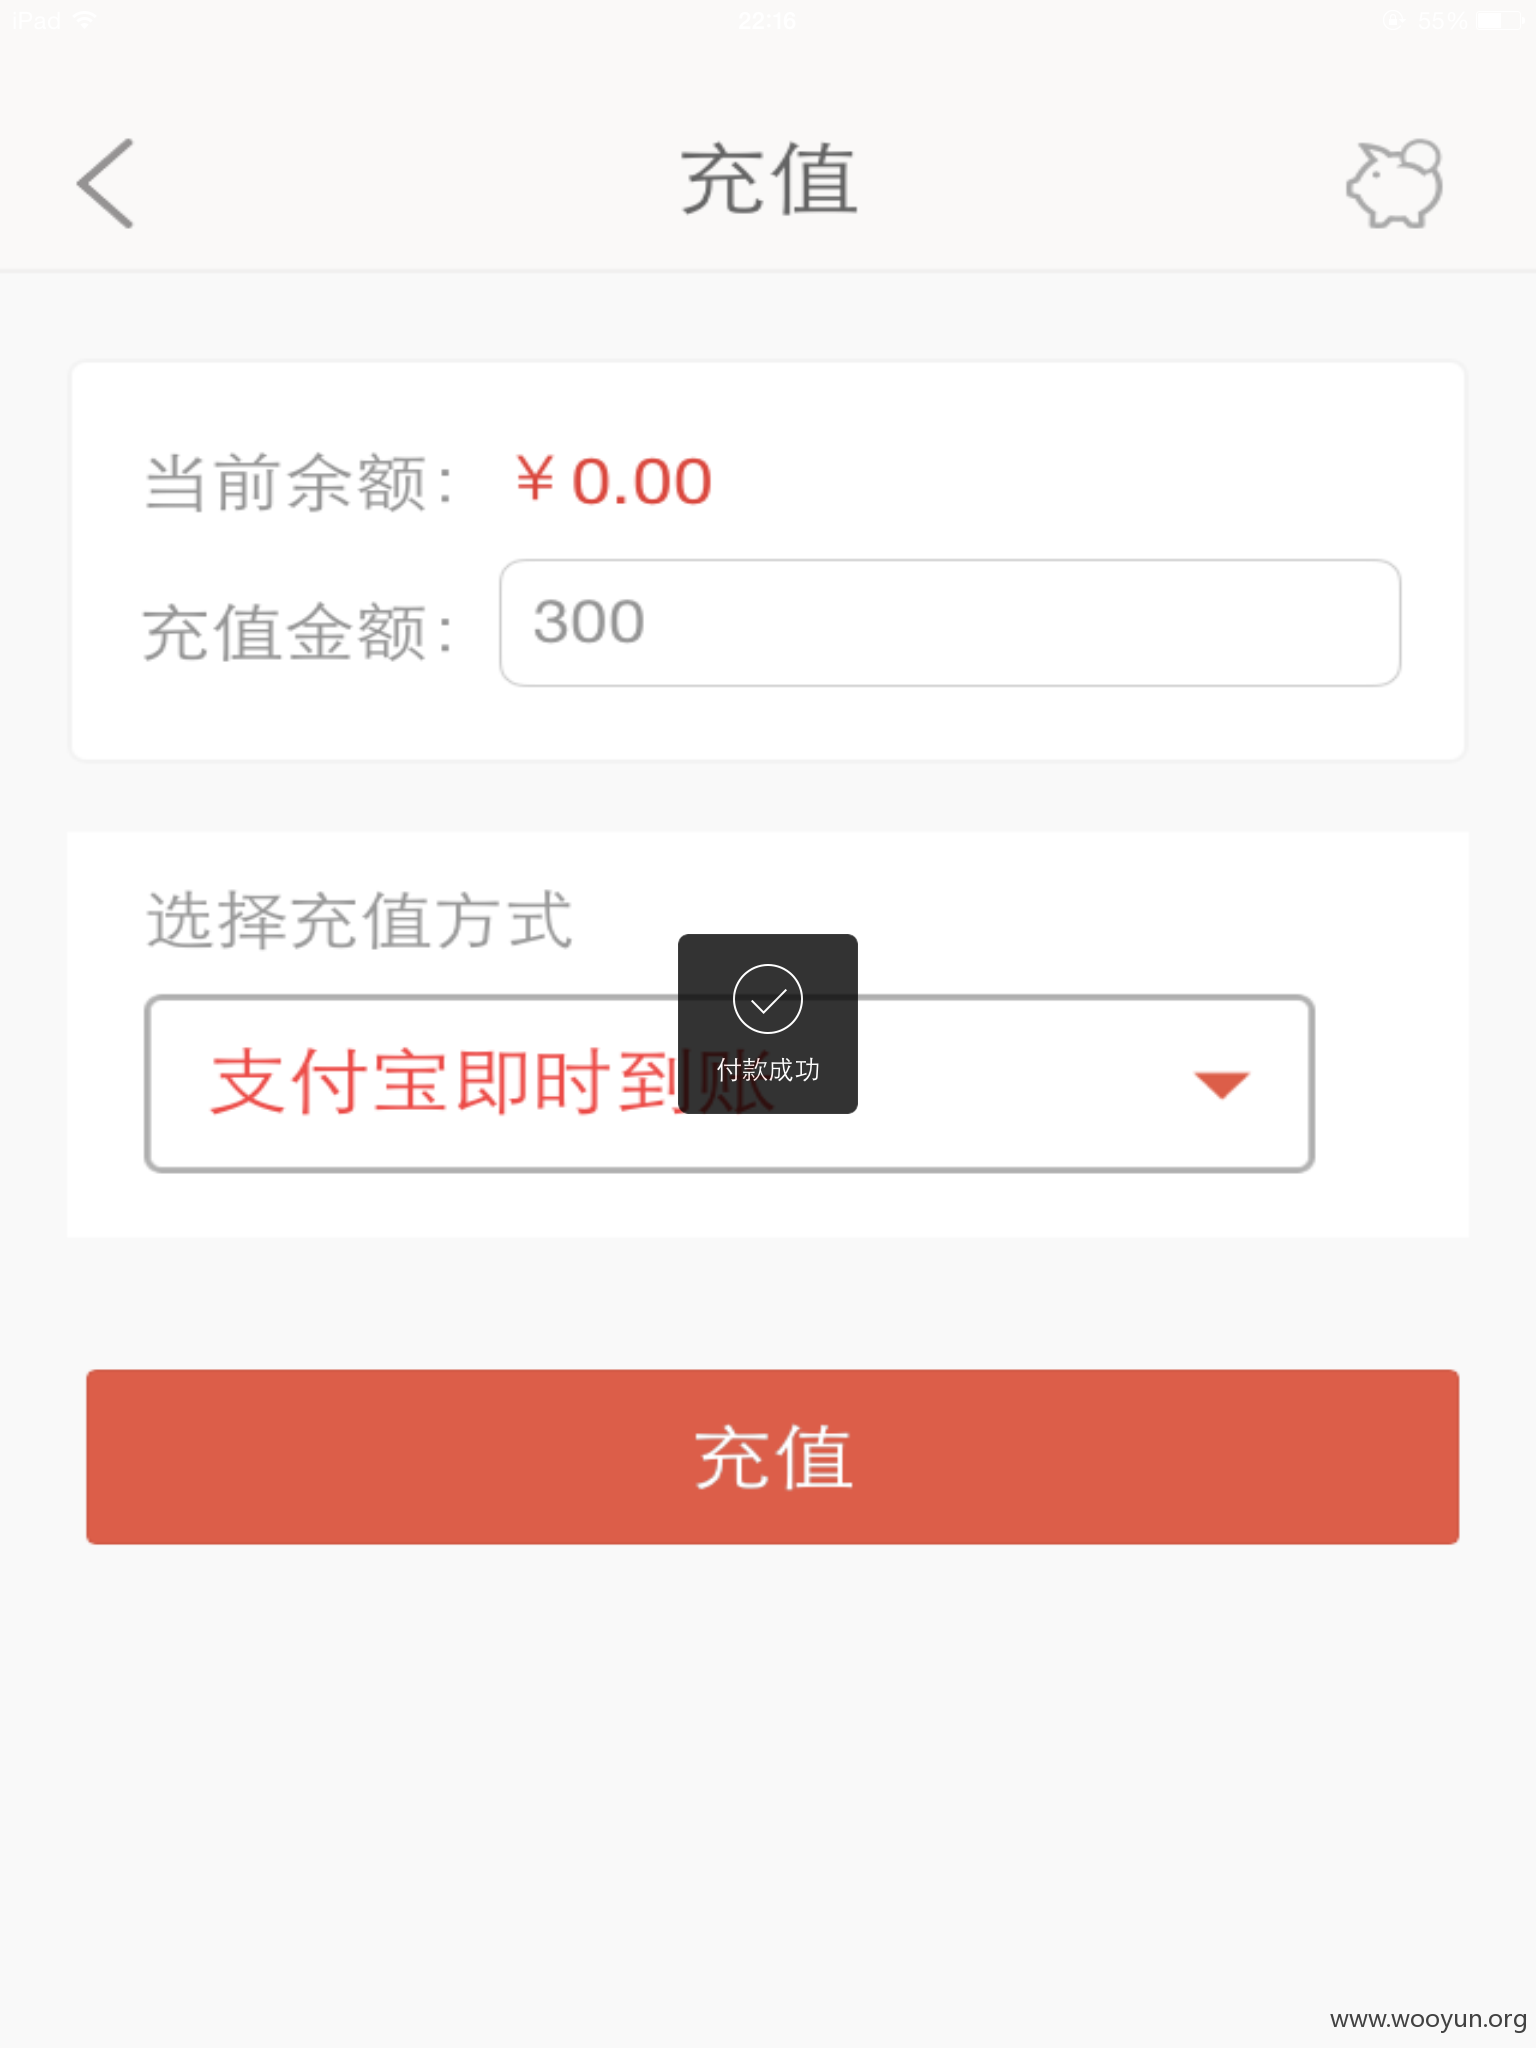 iPad 22:16 55%
充值
当前余额： ¥0.00
充值金额： 300
选择充值方式
支付宝即时到账
付款成功
充值
www.wooyun.org